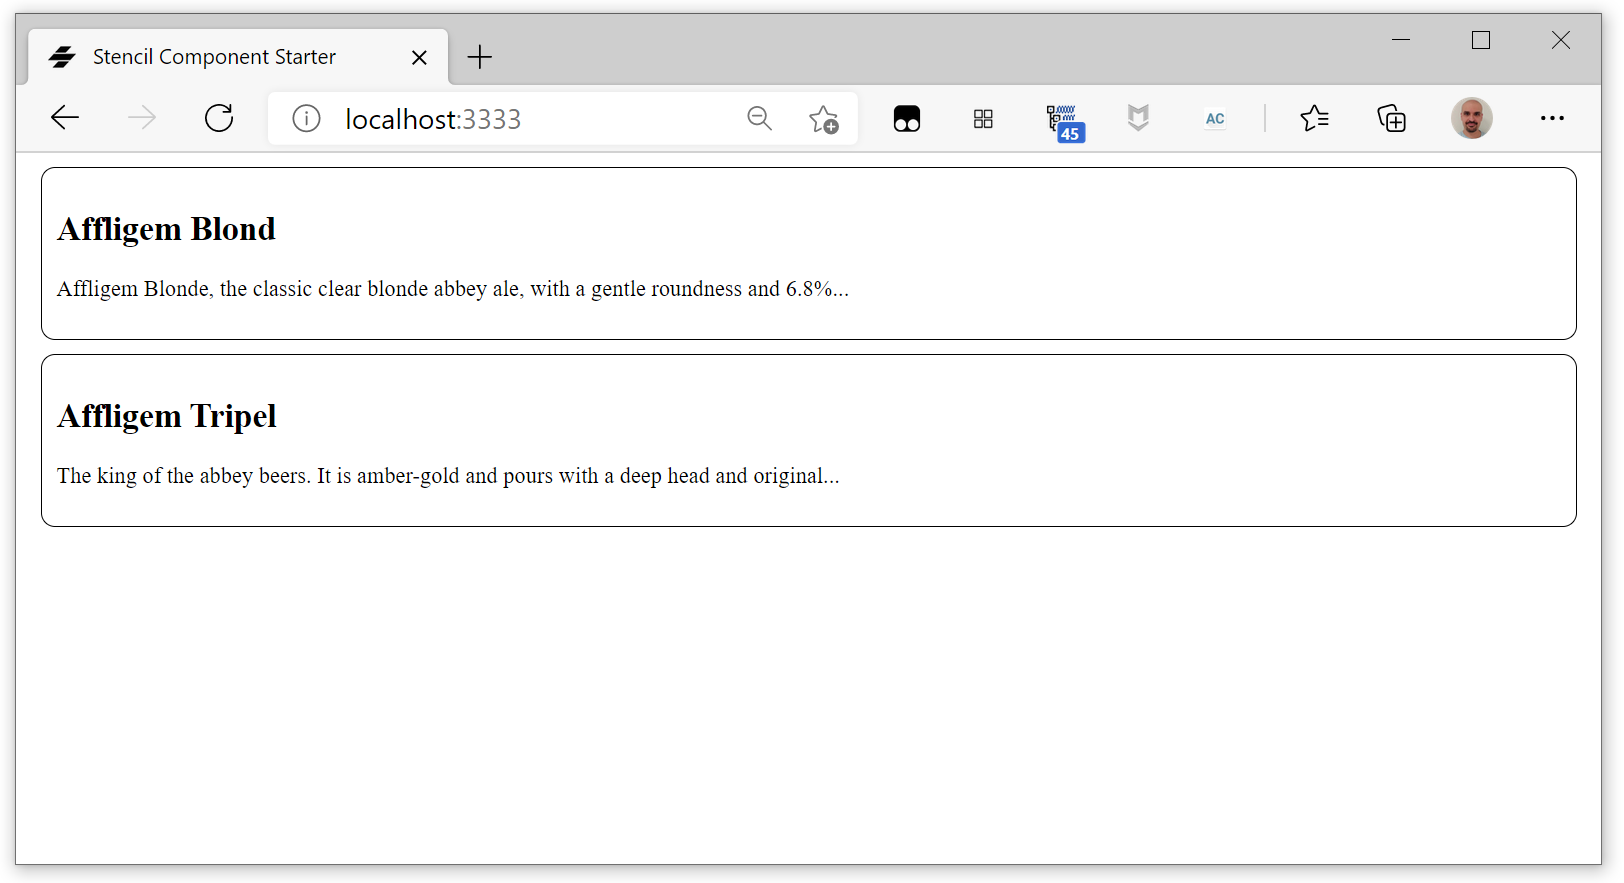 Stencil Component Starter
localhost:3333
45
AC
Affligem Blond
Affligem Blonde, the classic clear blonde abbey ale, with a gentle roundness and 6.8%...
Affligem Tripel
The king of the abbey beers. It is amber-gold and pours with a deep head and original...